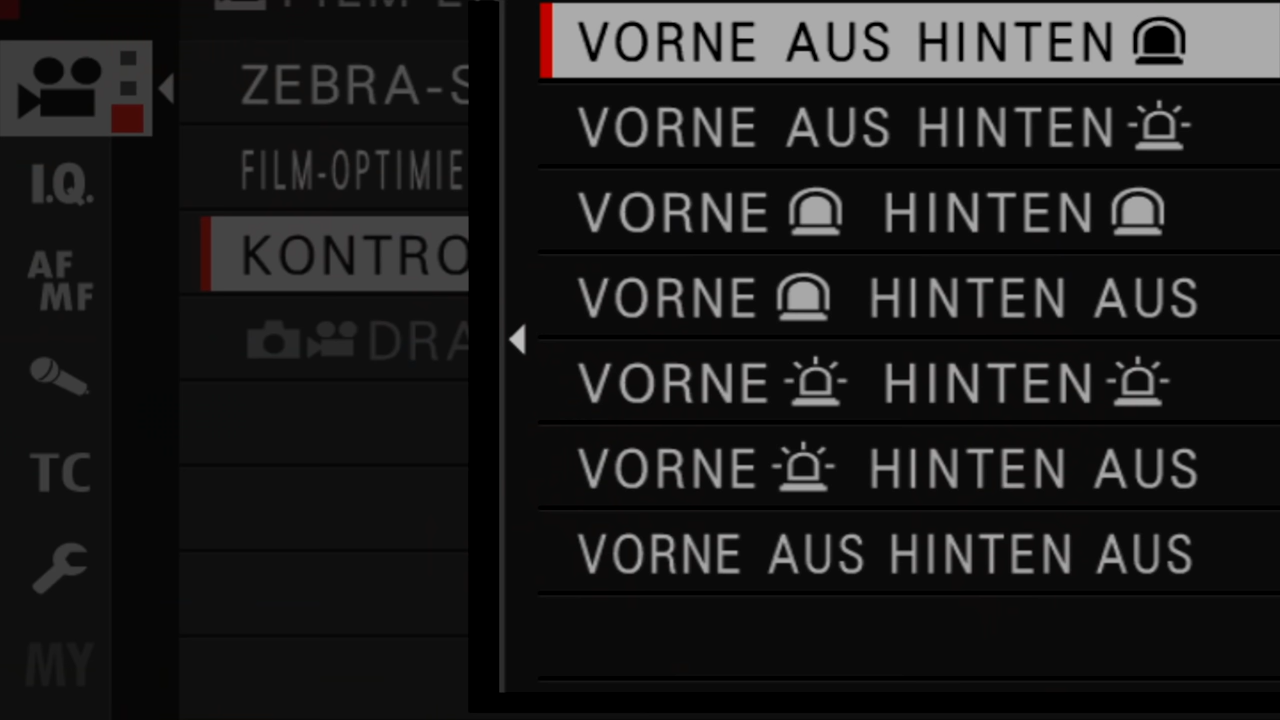 ZEBRA-S
I.Q.
FILM-OPTIMIE
AF
MF
KONTRO
DRA
TC
MY
VORNE AUS HINTEN
VORNE AUS HINTEN
VORNE HINTEN
VORNE HINTEN AUS
VORNE HINTEN
VORNE HINTEN AUS
VORNE AUS HINTEN AUS